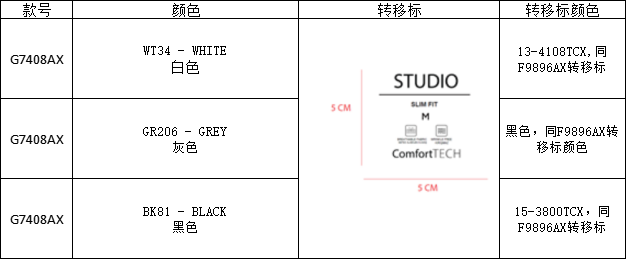 款号
颜色
转移标
转移标颜色
G7408AX
WT34 - WHITE
白色
13-4108TCX,同
F9896AX转移标
G7408AX
GR206 - GREY
灰色
黑色，同F9896AX转
移标颜色
G7408AX
BK81 - BLACK
黑色
15-3800TCX，同
F9896AX转移标
STUDIO
SLIM FIT
M
ComfortTECH
5 CM
5 CM